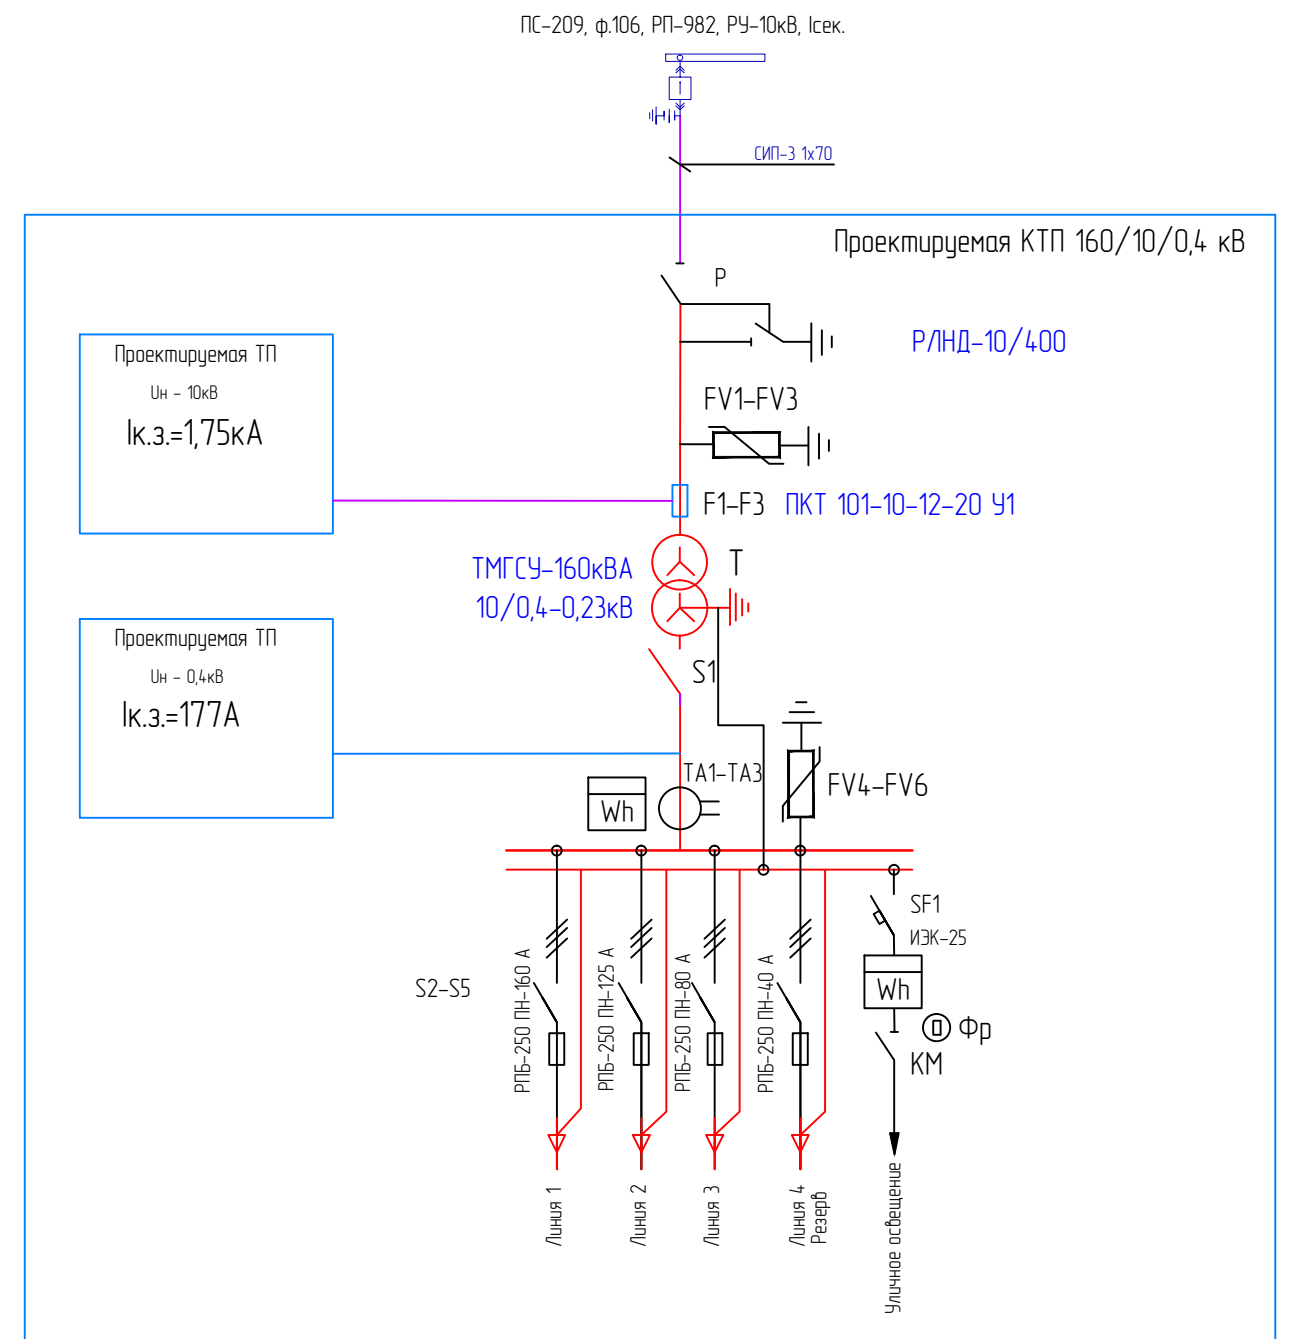 ПС-209, ф.106, РП-982, РУ-10кВ, Iсек.
СИП-3 1х70
Проектируемая КТП 160/10/0,4 кВ
Р
РЛНД-10/400
Проектируемая ТП
Uн - 10кВ
Iк.з.=1,75кА
FV1-FV3
F1-F3 ПКТ 101-10-12-20 У1
ТМГСУ-160кВА
10/0,4-0,23кВ
Т
Проектируемая ТП
Uн - 0,4кВ
Iк.з.=177А
S1
ТА1-ТА3
Wh
FV4-FV6
SF1
ИЭК-25
Wh
Фр
КМ
S2-S5
РПБ-250 ПН-160 А
РПБ-250 ПН-125 А
РПБ-250 ПН-80 А
РПБ-250 ПН-40 А
Линия 1
Линия 2
Линия 3
Линия 4
Резерв
Уличное освещение